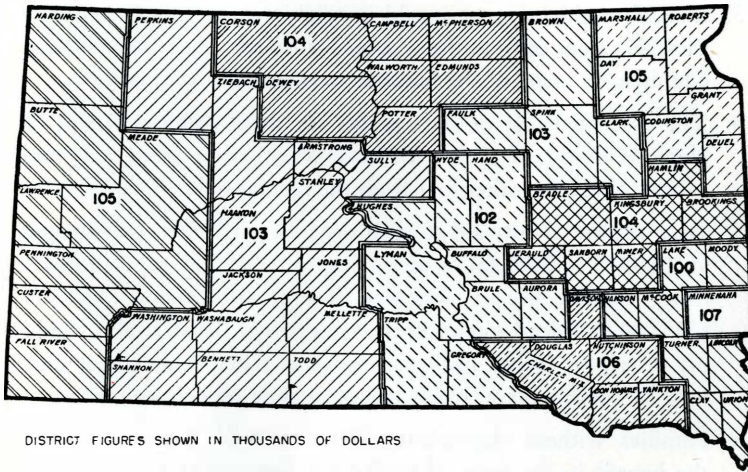 HARDING
PERKINS
CORSON
104
CAMPBELL
McPHERSON
BROWN
MARSHALL
ROBERTS
WALWORTH
EDMUNDS
DAY
105
ZIEBACH
DEWEY
GRANT
BUTTE
POTTER
FAULK
SPINK
103
CLARK
CODDINGTON
MEADE
ARMSTRONG
DEUEL
SULLY
HYDE
HAND
HAMLIN
STANLEY
LAWRENCE
105
HUGHES
BEADLE
KINGSBURY
BROOKINGS
104
HAAKON
103
102
PENNINGTON
JONES
LYMAN
BUFFALO
JERAULD
SANBORN
MINER
LAKE
MOODY
100
JACKSON
CUSTER
BRULE
AURORA
DAVISON
HANSON
McCOOK
MINNEHAHA
107
WASHINGTON
WASHABAUGH
MELLETTE
TRIPP
FALL RIVER
DOUGLAS
HUTCHINSON
TURNER
LINCOLN
106
SHANNON
BENNETT
TODD
GREGORY
CHARLES MIX
BON HOMME
YANKTON
CLAY
UNION
DISTRICT FIGURES SHOWN IN THOUSANDS OF DOLLARS